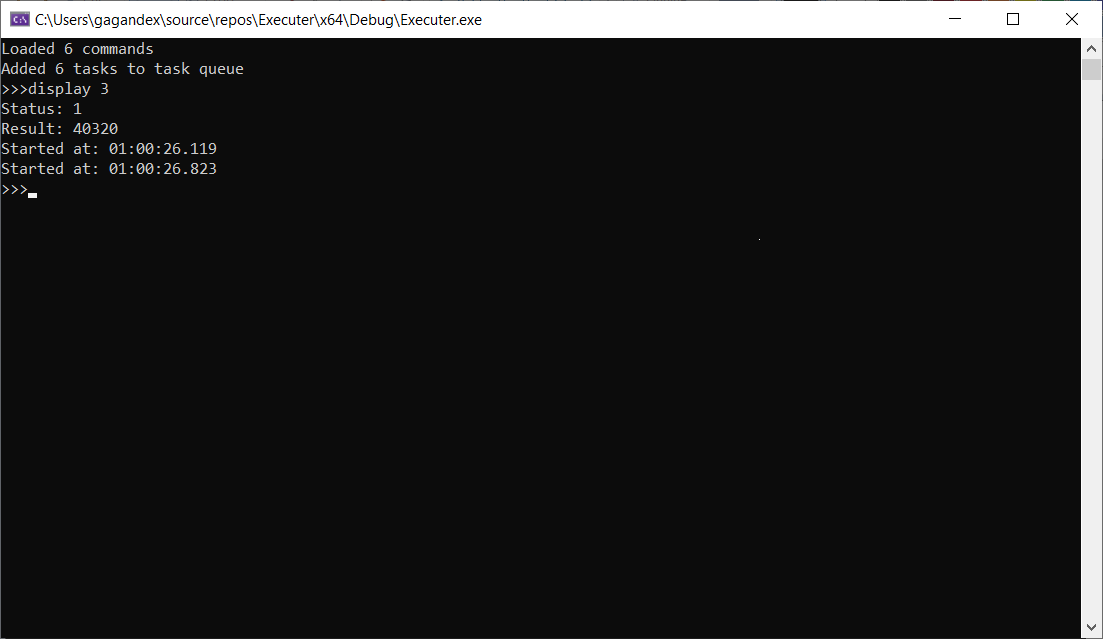 C:\Users\gagandex\source\repos\Executer\x64\Debug\Executer.exe
Loaded 6 commands
Added 6 tasks to task queue
>>>display 3
Status: 1
Result: 40320
Started at: 01:00:26.119
Started at: 01:00:26.823
>>>